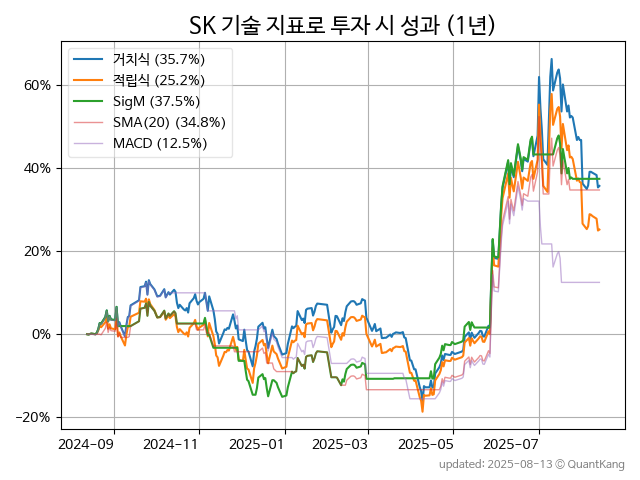 SK 기술 지표로 투자 시 성과 (1년)
거치식 (35.7%)
적립식 (25.2%)
SigM (37.5%)
SMA(20) (34.8%)
MACD (12.5%)
60%
40%
20%
0%
−20%
2024-09 2024-11 2025-01 2025-03 2025-05 2025-07
updated: 2025-08-13 © QuantKang